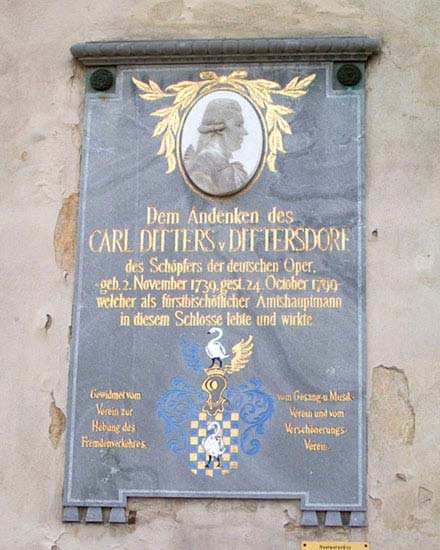 Dem Andenken des
CARL DITTERS v. DITTERSDORF
des Schöpfers der deutschen Oper,
geb. 2. November 1739, gest. 24. October 1799
welcher als fürstbischöflicher Amtshauptmann
in diesem Schlosse lebte und wirkte
Gewidmet vom
Verein zur
Hebung des
Fremdenverkehres,
vom Gesang- u. Musik-
Verein und vom
Verschönerungs-
Verein